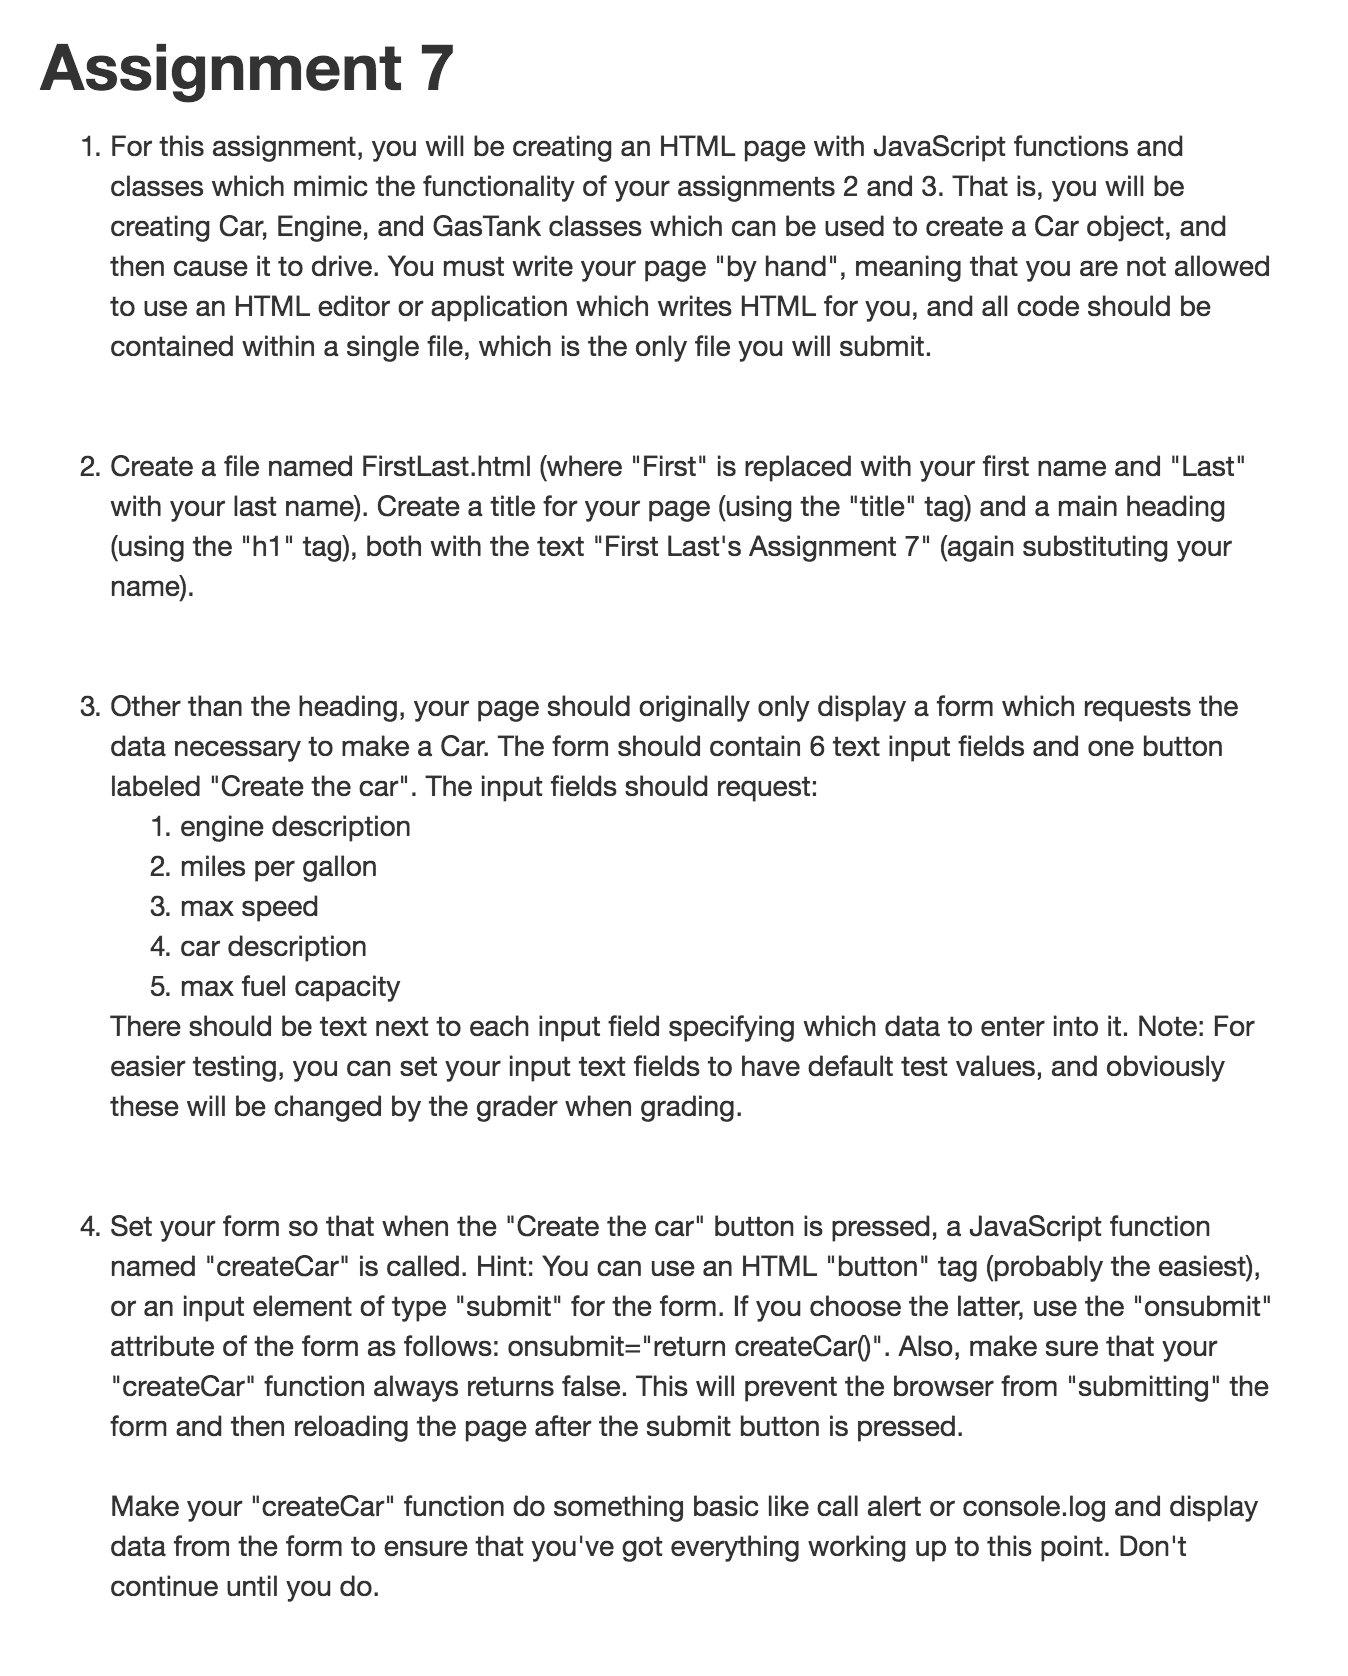 Assignment 7
1. For this assignment, you will be creating an HTML page with JavaScript functions and
classes which mimic the functionality of your assignments 2 and 3. That is, you will be
creating Car, Engine, and GasTank classes which can be used to create a Car object, and
then cause it to drive. You must write your page "by hand", meaning that you are not allowed
to use an HTML editor or application which writes HTML for you, and all code should be
contained within a single file, which is the only file you will submit.
2. Create a file named FirstLast.html (where "First" is replaced with your first name and "Last"
with your last name). Create a title for your page (using the "title" tag) and a main heading
(using the "h1" tag), both with the text "First Last's Assignment 7" (again substituting your
name).
3. Other than the heading, your page should originally only display a form which requests the
data necessary to make a Car. The form should contain 6 text input fields and one button
labeled "Create the car". The input fields should request:
1. engine description
2. miles per gallon
3. max speed
4. car description
5. max fuel capacity
There should be text next to each input field specifying which data to enter into it. Note: For
easier testing, you can set your input text fields to have default test values, and obviously
these will be changed by the grader when grading.
4. Set your form so that when the "Create the car" button is pressed, a JavaScript function
named "createCar" is called. Hint: You can use an HTML "button" tag (probably the easiest),
or an input element of type "submit" for the form. If you choose the latter, use the "onsubmit"
attribute of the form as follows: onsubmit="return createCar()". Also, make sure that your
"createCar" function always returns false. This will prevent the browser from "submitting" the
form and then reloading the page after the submit button is pressed.
Make your "createCar" function do something basic like call alert or console.log and display
data from the form to ensure that you've got everything working up to this point. Don't
continue until you do.